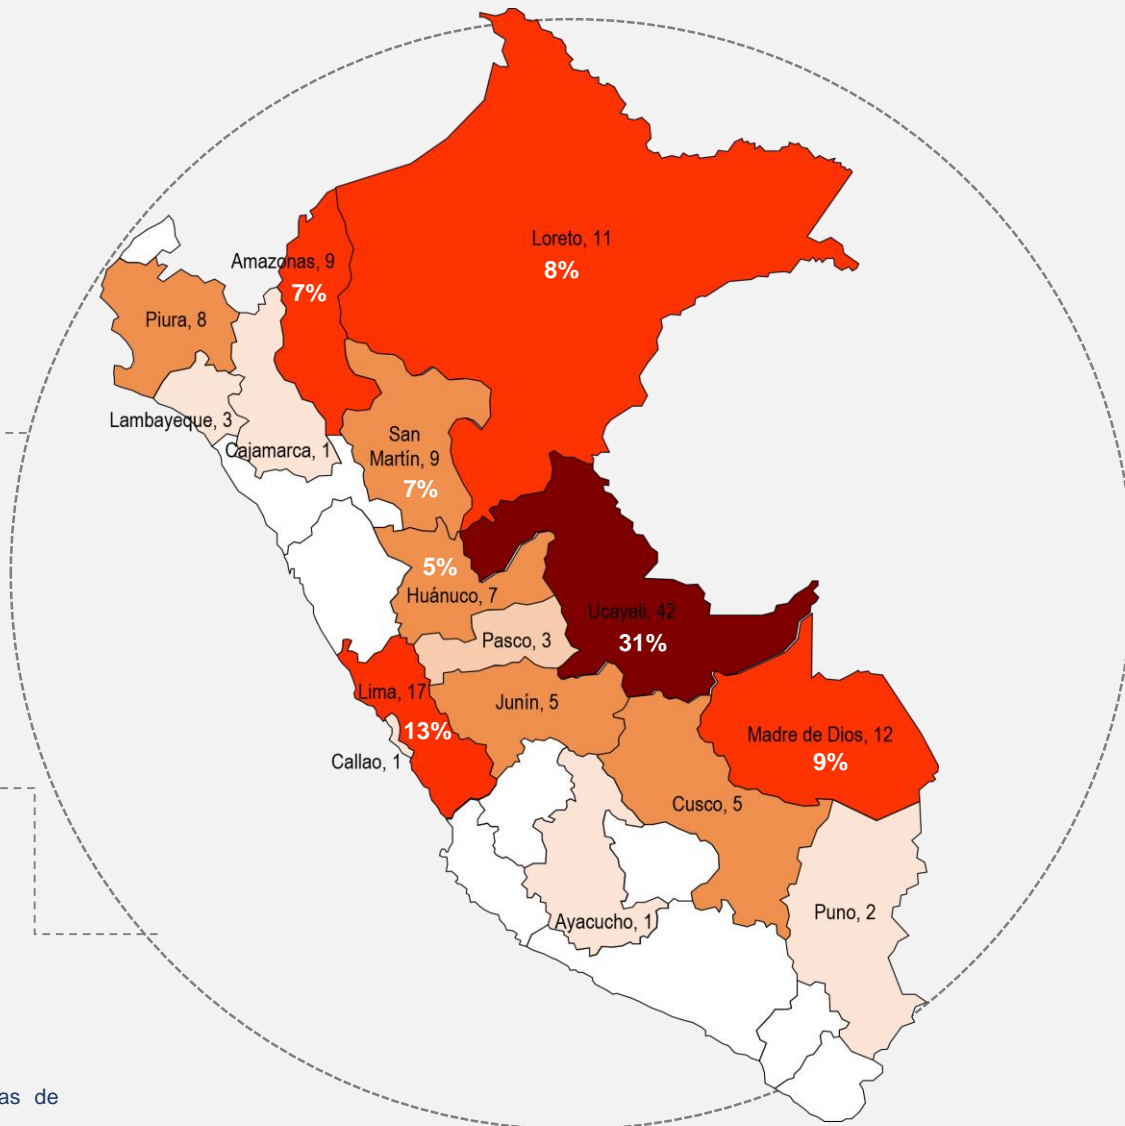 Loreto, 11
8%
Amazonas, 9
7%
Piura, 8
Lambayeque, 3
Cajamarca, 1
San
Martín, 9
7%
5%
Huánuco, 7
Ucayali, 42
31%
Pasco, 3
Lima, 17
13%
Junín, 5
Callao, 1
Madre de Dios, 12
9%
Cusco, 5
Puno, 2
Ayacucho, 1
as de